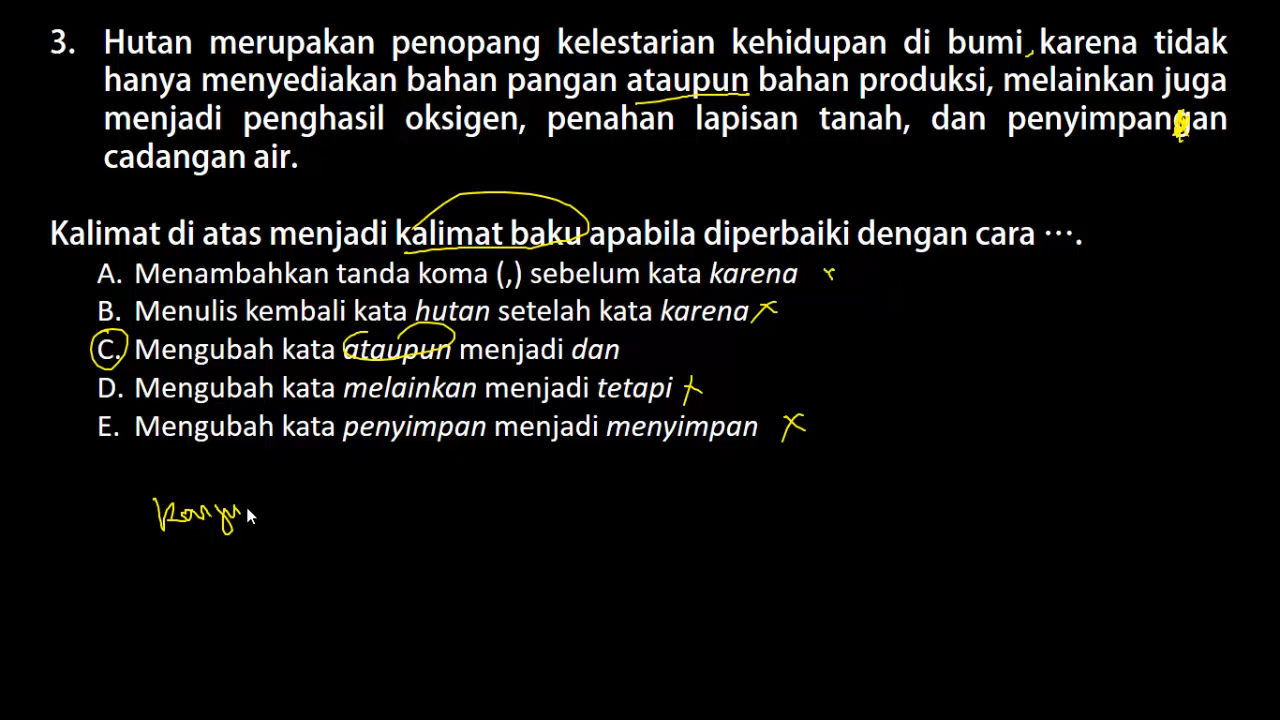 3. Hutan merupakan penopang kelestarian kehidupan di bumi karena tidak
hanya menyediakan bahan pangan ataupun bahan produksi, melainkan juga
menjadi penghasil oksigen, penahan lapisan tanah, dan penyimpangan
cadangan air.
Kalimat di atas menjadi kalimat baku apabila diperbaiki dengan cara ….
A. Menambahkan tanda koma (,) sebelum kata karena
B. Menulis kembali kata hutan setelah kata karena
C. Mengubah kata ataupun menjadi dan
D. Mengubah kata melainkan menjadi tetapi
E. Mengubah kata penyimpan menjadi menyimpan